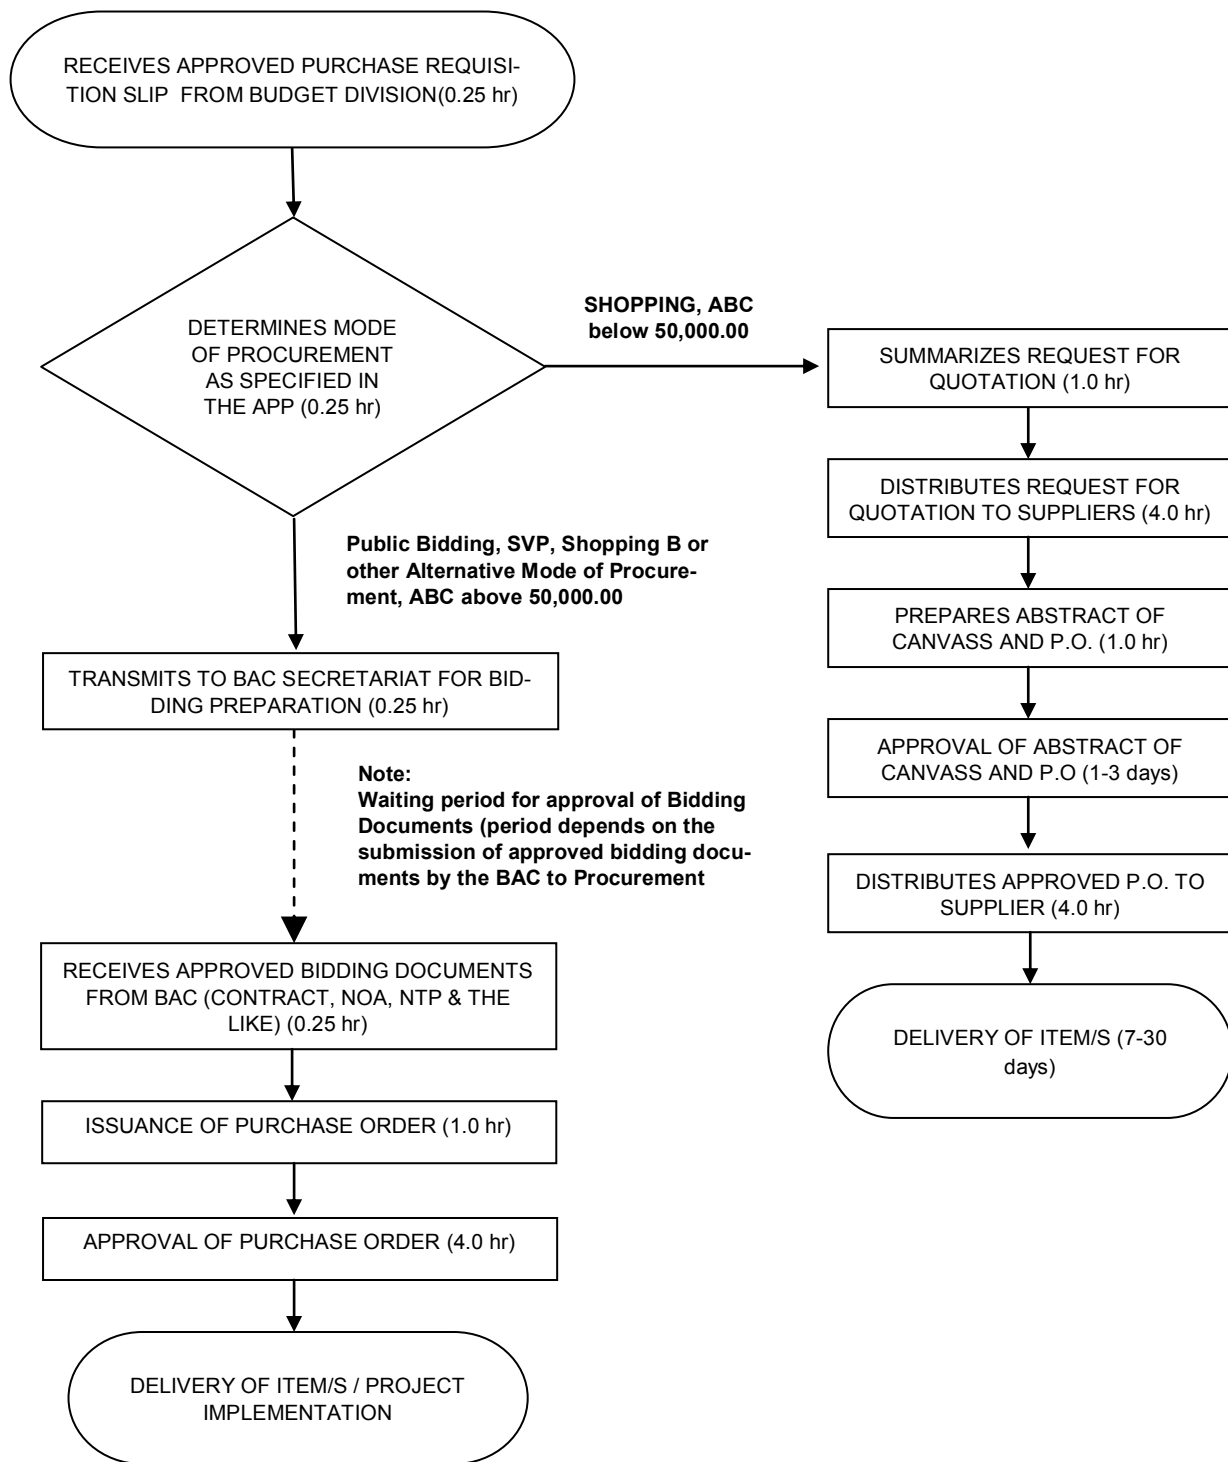 RECEIVES APPROVED PURCHASE REQUISI-
TION SLIP FROM BUDGET DIVISION(0.25 hr)
DETERMINES MODE
OF PROCUREMENT
AS SPECIFIED IN
THE APP (0.25 hr)
SHOPPING, ABC
below 50,000.00
SUMMARIZES REQUEST FOR
QUOTATION (1.0 hr)
DISTRIBUTES REQUEST FOR
QUOTATION TO SUPPLIERS (4.0 hr)
PREPARES ABSTRACT OF
CANVASS AND P.O. (1.0 hr)
APPROVAL OF ABSTRACT OF
CANVASS AND P.O (1-3 days)
DISTRIBUTES APPROVED P.O. TO
SUPPLIER (4.0 hr)
DELIVERY OF ITEM/S (7-30
days)
Public Bidding, SVP, Shopping B or
other Alternative Mode of Procure-
ment, ABC above 50,000.00
TRANSMITS TO BAC SECRETARIAT FOR BID-
DING PREPARATION (0.25 hr)
Note:
Waiting period for approval of Bidding
Documents (period depends on the
submission of approved bidding docu-
ments by the BAC to Procurement
RECEIVES APPROVED BIDDING DOCUMENTS
FROM BAC (CONTRACT, NOA, NTP & THE
LIKE) (0.25 hr)
ISSUANCE OF PURCHASE ORDER (1.0 hr)
APPROVAL OF PURCHASE ORDER (4.0 hr)
DELIVERY OF ITEM/S / PROJECT
IMPLEMENTATION